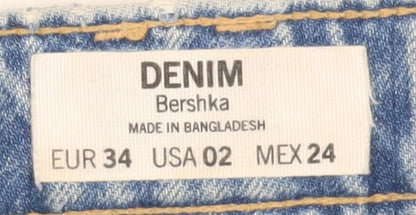 DENIM
Bershka
MADE IN BANGLADESH
EUR 34 USA 02 MEX 24